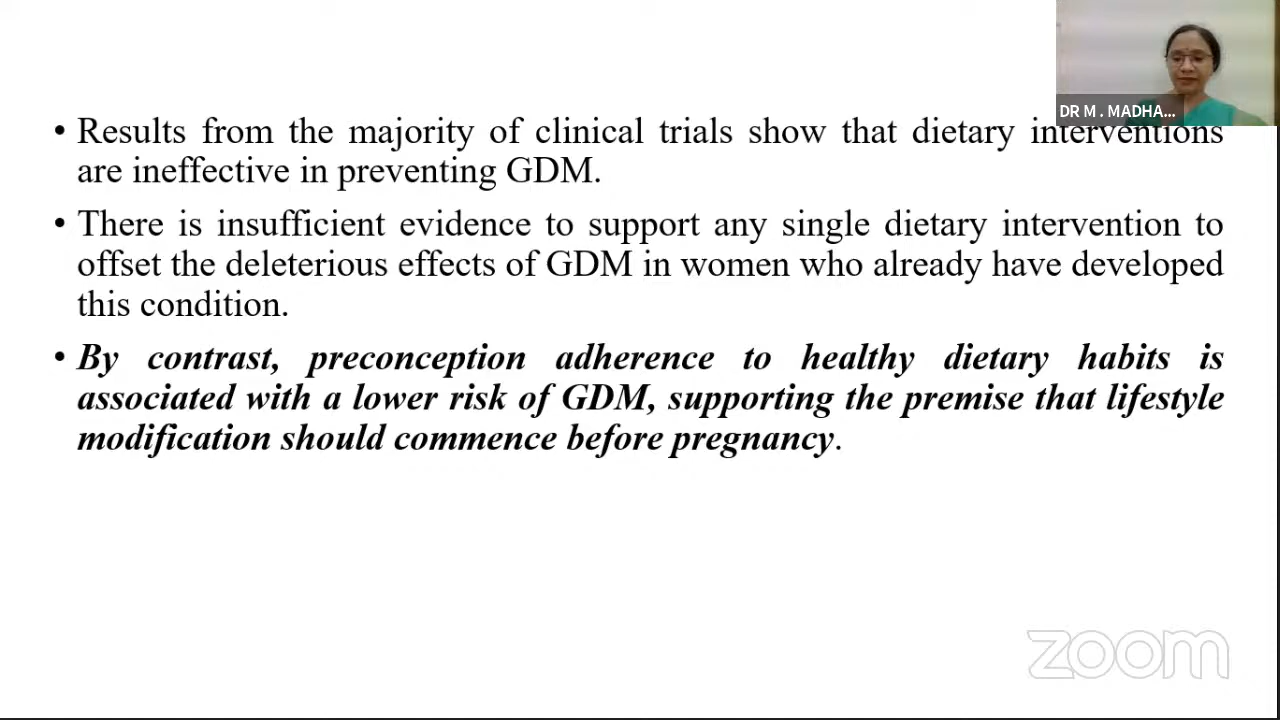 DR M . MADHA...
• Results from the majority of clinical trials show that dietary interventions
are ineffective in preventing GDM.
• There is insufficient evidence to support any single dietary intervention to
offset the deleterious effects of GDM in women who already have developed
this condition.
• By contrast, preconception adherence to healthy dietary habits is
associated with a lower risk of GDM, supporting the premise that lifestyle
modification should commence before pregnancy.
zoom